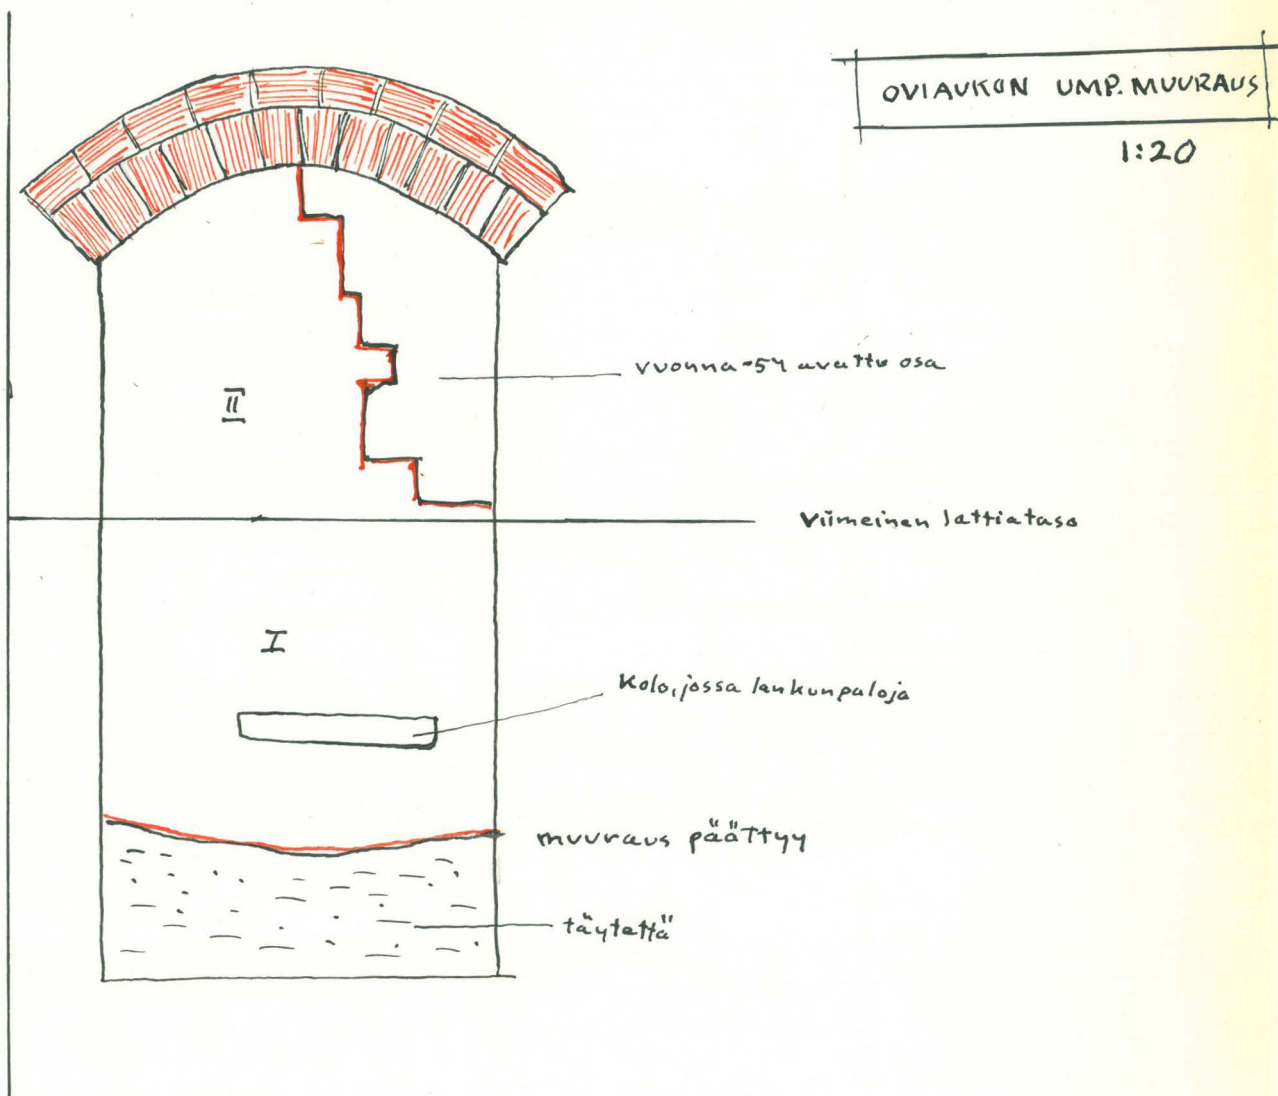 OVIAUKON UMP. MUURAUS
1:20
vuonna -54 avattu osa
II
viimeinen lattiataso
I
Kolo, jossa lankunpaloja
muuraus päättyy
täytettä